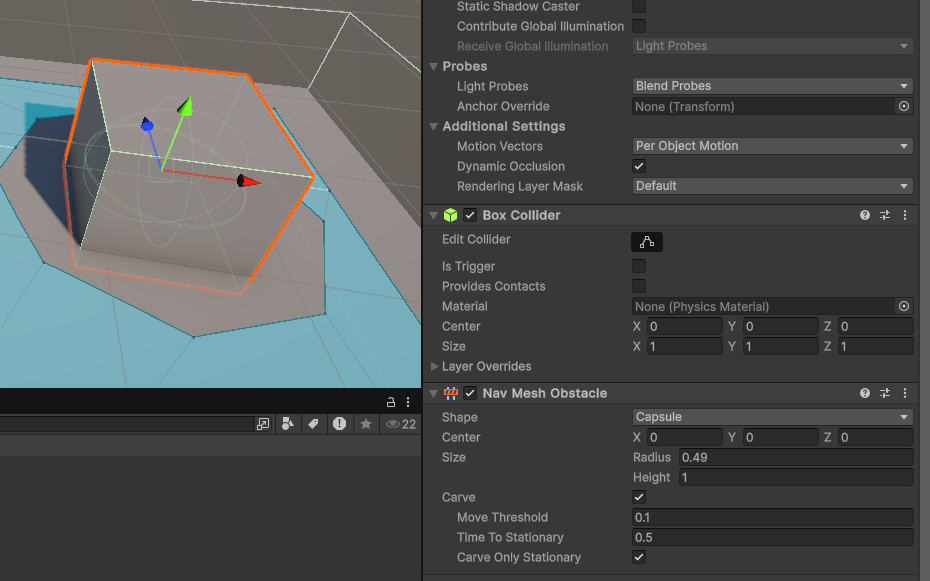 Static Shadow Caster
Contribute Global Illumination
Receive Global Illumination Light Probes
Probes
Light Probes Blend Probes
Anchor Override None (Transform)
Additional Settings
Motion Vectors Per Object Motion
Dynamic Occlusion
Rendering Layer Mask Default
Box Collider
Edit Collider
Is Trigger
Provides Contacts
Material None (Physics Material)
Center X 0 Y 0 Z 0
Size X 1 Y 1 Z 1
Layer Overrides
Nav Mesh Obstacle
Shape Capsule
Center X 0 Y 0 Z 0
Size Radius 0.49
Height 1
Carve
Move Threshold 0.1
Time To Stationary 0.5
Carve Only Stationary
22